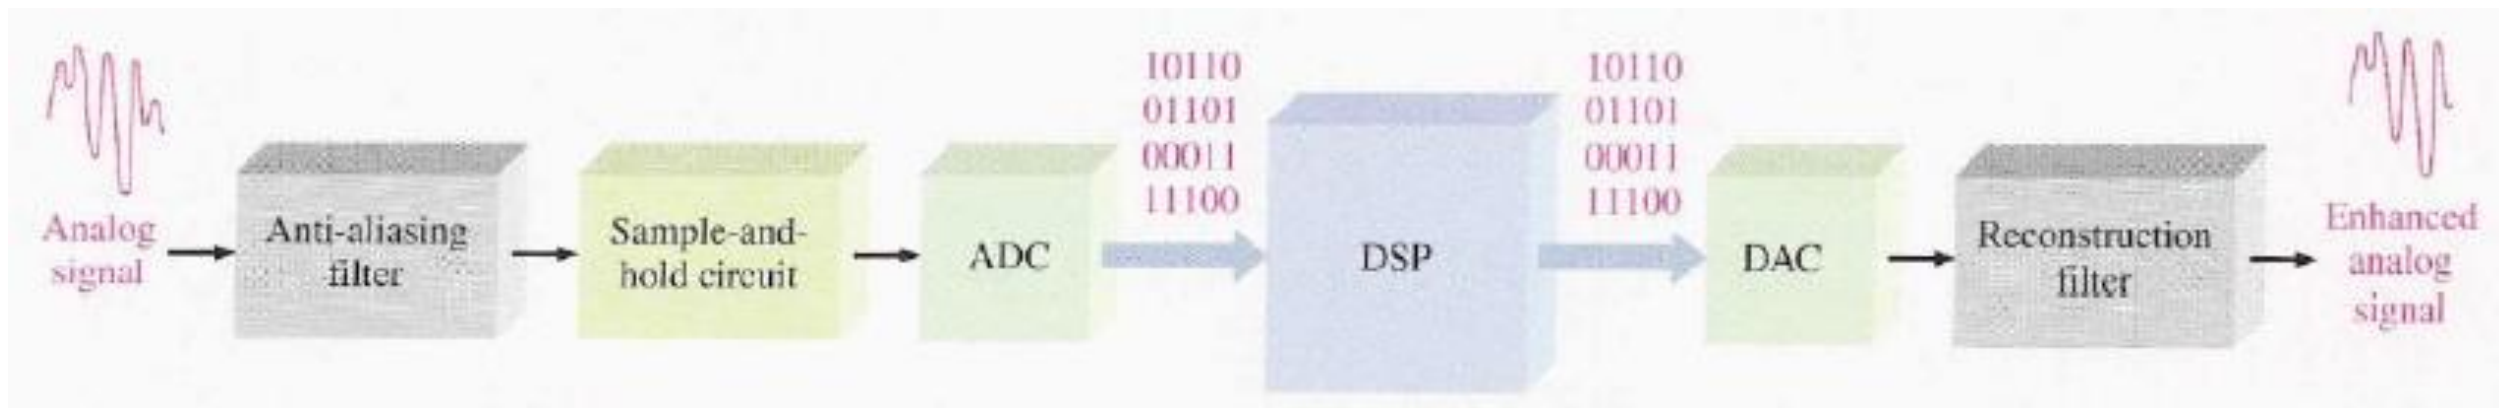 Analog
signal
Anti-aliasing
filter
Sample-and-
hold circuit
ADC
10110
01101
00011
11100
DSP
10110
01101
00011
11100
DAC
Reconstruction
filter
Enhanced
analog
signal